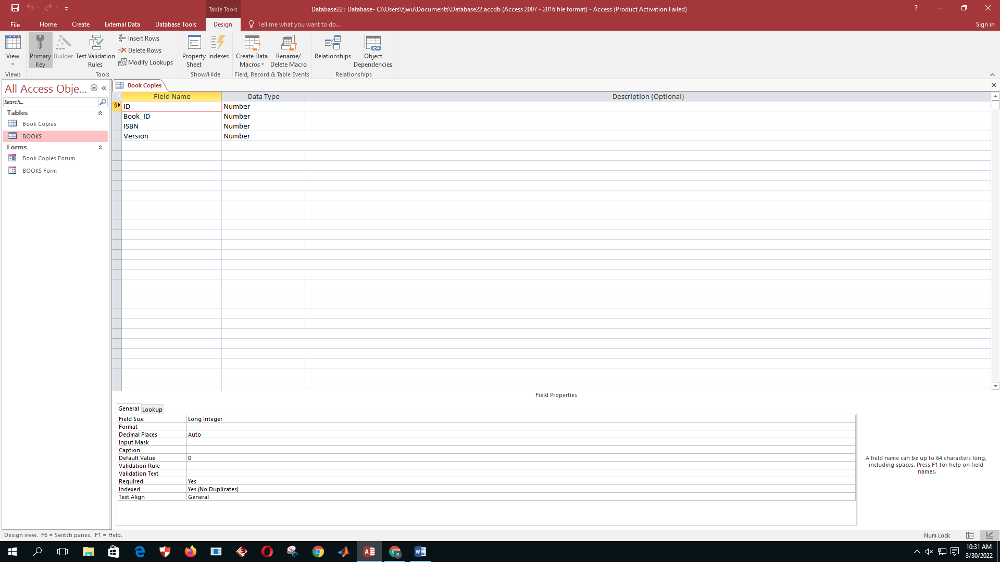 Table Tools
Database22 : Database- C:\Users\fjwu\Documents\Database22.accdb (Access 2007 - 2016 file format) - Access (Product Activation Failed)
?
File Home Create External Data Database Tools Design Tell me what you want to do... Sign in
View
Primary Key
Builder
Test Validation Rules
Insert Rows
Delete Rows
Modify Lookups
Property Sheet
Indexes
Create Data Macros
Rename/ Delete Macro
Relationships
Object Dependencies
Views Tools Show/Hide Field, Record & Table Events Relationships
All Access Obje...
Search...
Tables
Book Copies
BOOKS
Forms
Book Copies Forum
BOOKS Form
Book Copies
Field Name Data Type Description (Optional)
ID Number
Book_ID Number
ISBN Number
Version Number
Field Properties
General Lookup
Field Size Long Integer
Format
Decimal Places Auto
Input Mask
Caption
Default Value 0
Validation Rule
Validation Text
Required Yes
Indexed Yes (No Duplicates)
Text Align General
A field name can be up to 64 characters long,
including spaces. Press F1 for help on field
names.
Design view. F6 = Switch panes. F1 = Help.
Num Lock
10:31 AM
3/30/2022